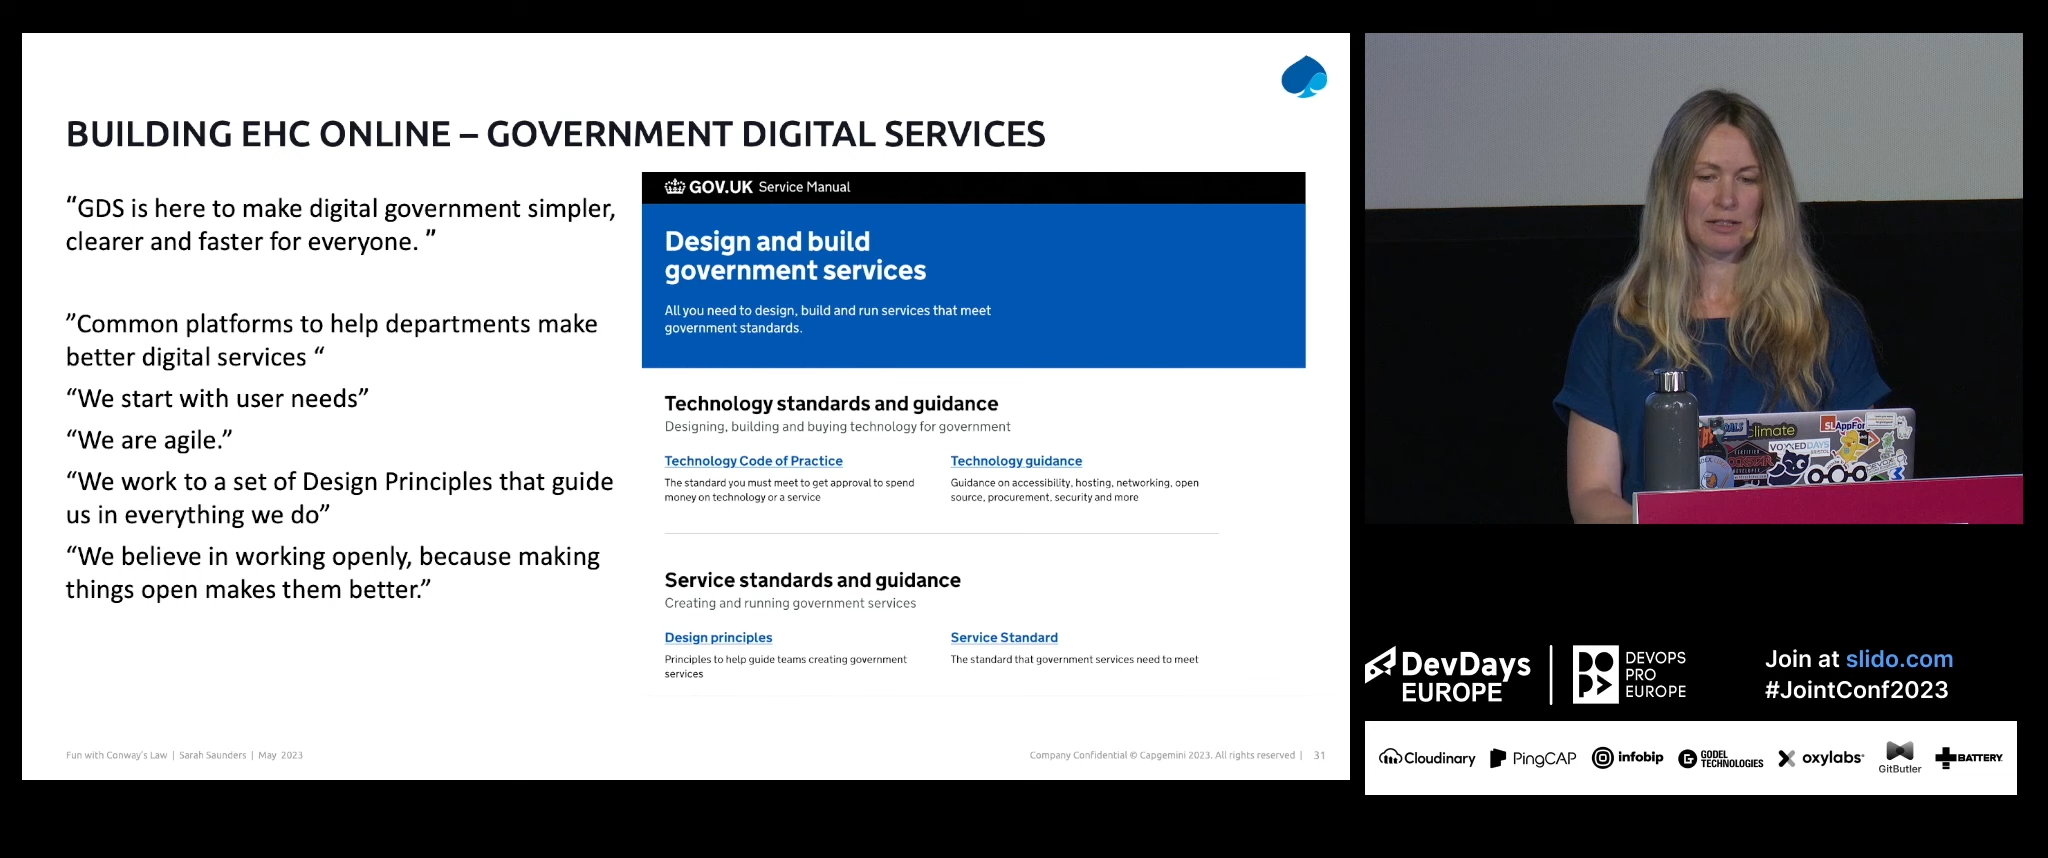 BUILDING EHC ONLINE – GOVERNMENT DIGITAL SERVICES
“GDS is here to make digital government simpler,
clearer and faster for everyone. ”
”Common platforms to help departments make
better digital services “
“We start with user needs”
“We are agile.”
“We work to a set of Design Principles that guide
us in everything we do”
“We believe in working openly, because making
things open makes them better.”
GOV.UK Service Manual
Design and build
government services
All you need to design, build and run services that meet
government standards.
Technology standards and guidance
Designing, building and buying technology for government
Technology Code of Practice
The standard you must meet to get approval to spend
money on technology or a service
Technology guidance
Guidance on accessibility, hosting, networking, open
source, procurement, security and more
Service standards and guidance
Creating and running government services
Design principles
Principles to help guide teams creating government
services
Service Standard
The standard that government services need to meet
Fun with Conway's Law | Sarah Saunders | May 2023
Company Confidential © Capgemini 2023. All rights reserved | 31
climate
VOXXED DAYS
DevDays
EUROPE
DEVOPS
PRO
EUROPE
Join at slido.com
#JointConf2023
Cloudinary
PingCAP
infobip
GODEL
TECHNOLOGIES
oxylabs
GitButler
BATTERY